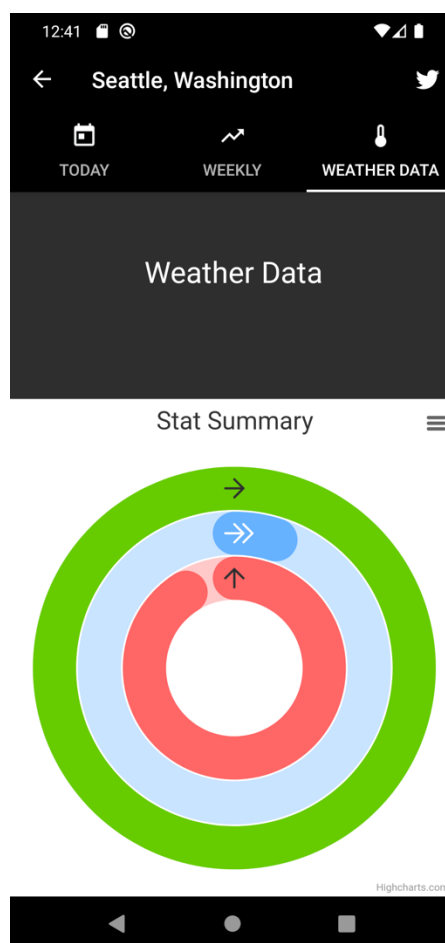 12:41
Seattle, Washington
TODAY WEEKLY WEATHER DATA
Weather Data
Stat Summary
Highcharts.com